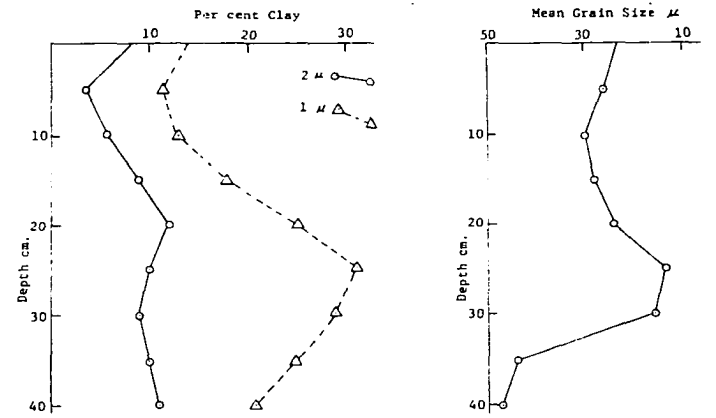 Per cent Clay
10 20 30
2 μ
1 μ
10
20
30
40
Depth cm.
Mean Grain Size μ
50 30 10
10
20
30
40
Depth cm.